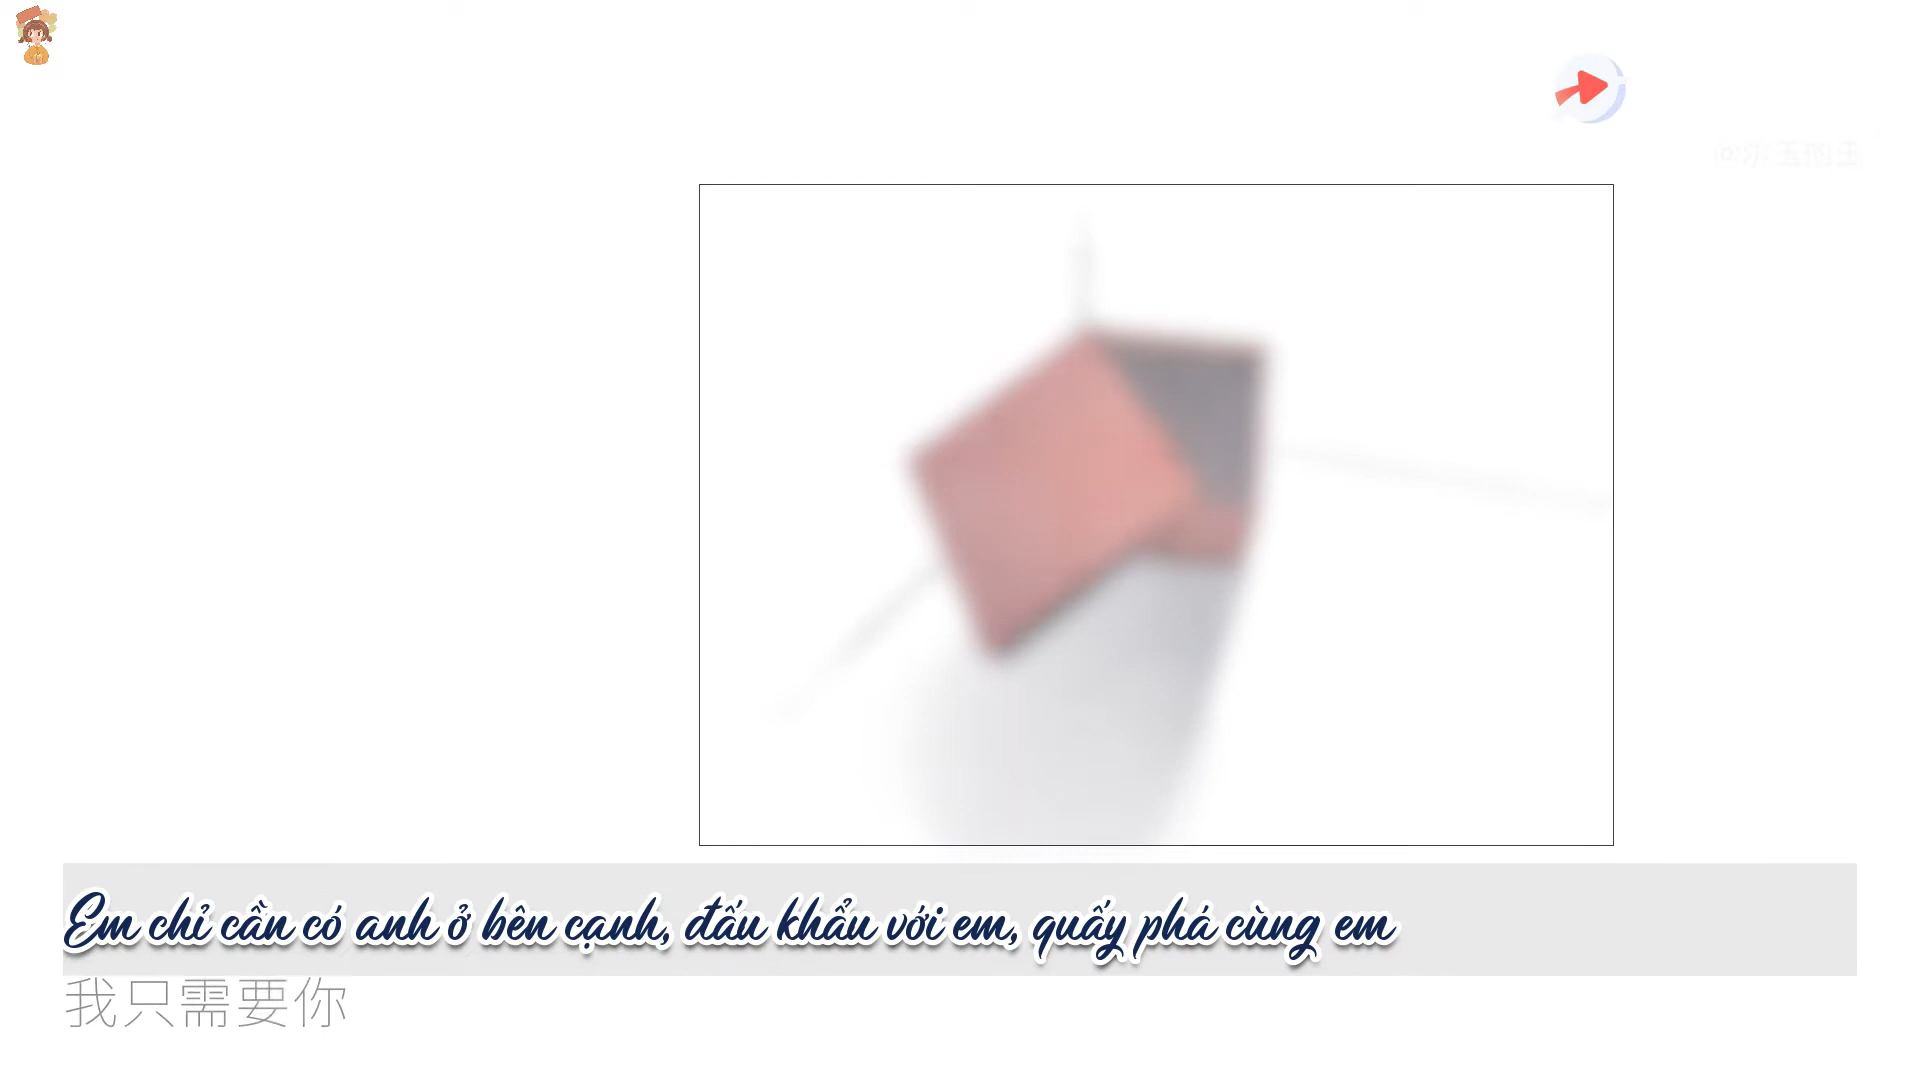 Em chỉ cần có anh ở bên cạnh, đấu khẩu với em, quấy phá cùng em
我只需要你